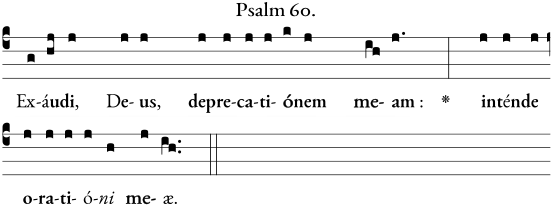 Psalm 60.
Ex-áudi, De-us, depre-ca-ti-ónem me-am : * inténde
o-ra-ti-ó-ni me-æ.